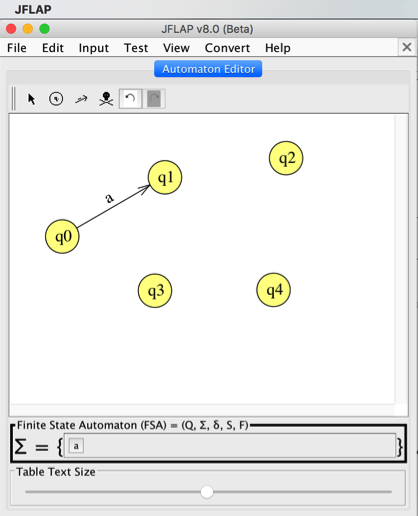 JFLAP
JFLAP v8.0 (Beta)
File Edit Input Test View Convert Help
Automaton Editor
q2
q1
a
q0
q3 q4
Finite State Automaton (FSA) = (Q, Σ, δ, S, F)
Σ = { a }
Table Text Size